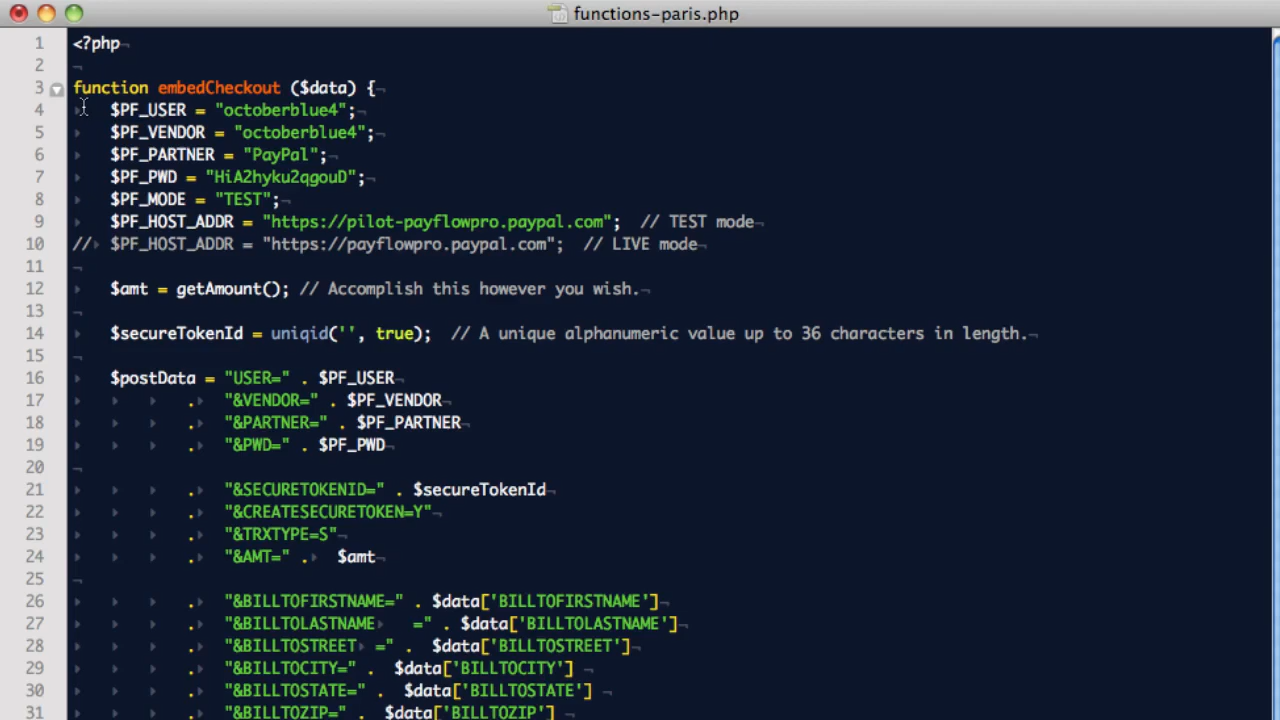 functions-paris.php
1 <?php
2
3 function embedCheckout ($data) {
4 $PF_USER = "octoberblue4";
5 $PF_VENDOR = "octoberblue4";
6 $PF_PARTNER = "PayPal";
7 $PF_PWD = "HiA2hyku2qgouD";
8 $PF_MODE = "TEST";
9 $PF_HOST_ADDR = "https://pilot-payflowpro.paypal.com"; // TEST mode
10 // $PF_HOST_ADDR = "https://payflowpro.paypal.com"; // LIVE mode
11
12 $amt = getAmount(); // Accomplish this however you wish.
13
14 $secureTokenId = uniqid('', true); // A unique alphanumeric value up to 36 characters in length.
15
16 $postData = "USER=" . $PF_USER
17 . "&VENDOR=" . $PF_VENDOR
18 . "&PARTNER=" . $PF_PARTNER
19 . "&PWD=" . $PF_PWD
20
21 . "&SECURETOKENID=" . $secureTokenId
22 . "&CREATESECURETOKEN=Y"
23 . "&TRXTYPE=S"
24 . "&AMT=" . $amt
25
26 . "&BILLTOFIRSTNAME=" . $data['BILLTOFIRSTNAME']
27 . "&BILLTOLASTNAME =" . $data['BILLTOLASTNAME']
28 . "&BILLTOSTREET =" . $data['BILLTOSTREET']
29 . "&BILLTOCITY=" . $data['BILLTOCITY']
30 . "&BILLTOSTATE=" . $data['BILLTOSTATE']
31 . "&BILLTOZIP=" . $data['BILLTOZIP']